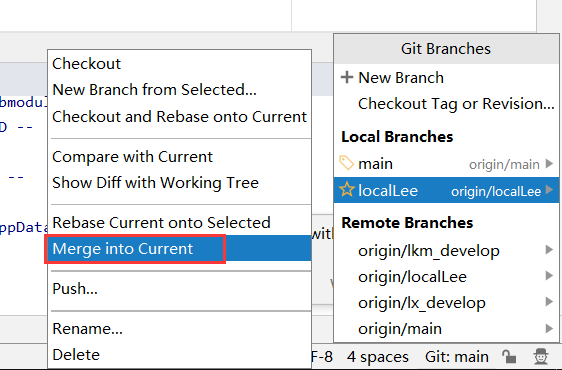 Checkout
New Branch from Selected...
Checkout and Rebase onto Current
Compare with Current
Show Diff with Working Tree
Rebase Current onto Selected
Merge into Current
Push...
Rename...
Delete
bmodul
D --
--
ppData
with
Git Branches
+ New Branch
Checkout Tag or Revision...
Local Branches
main origin/main
localLee origin/localLee
Remote Branches
origin/lkm_develop
origin/localLee
origin/lx_develop
origin/main
F-8 4 spaces Git: main